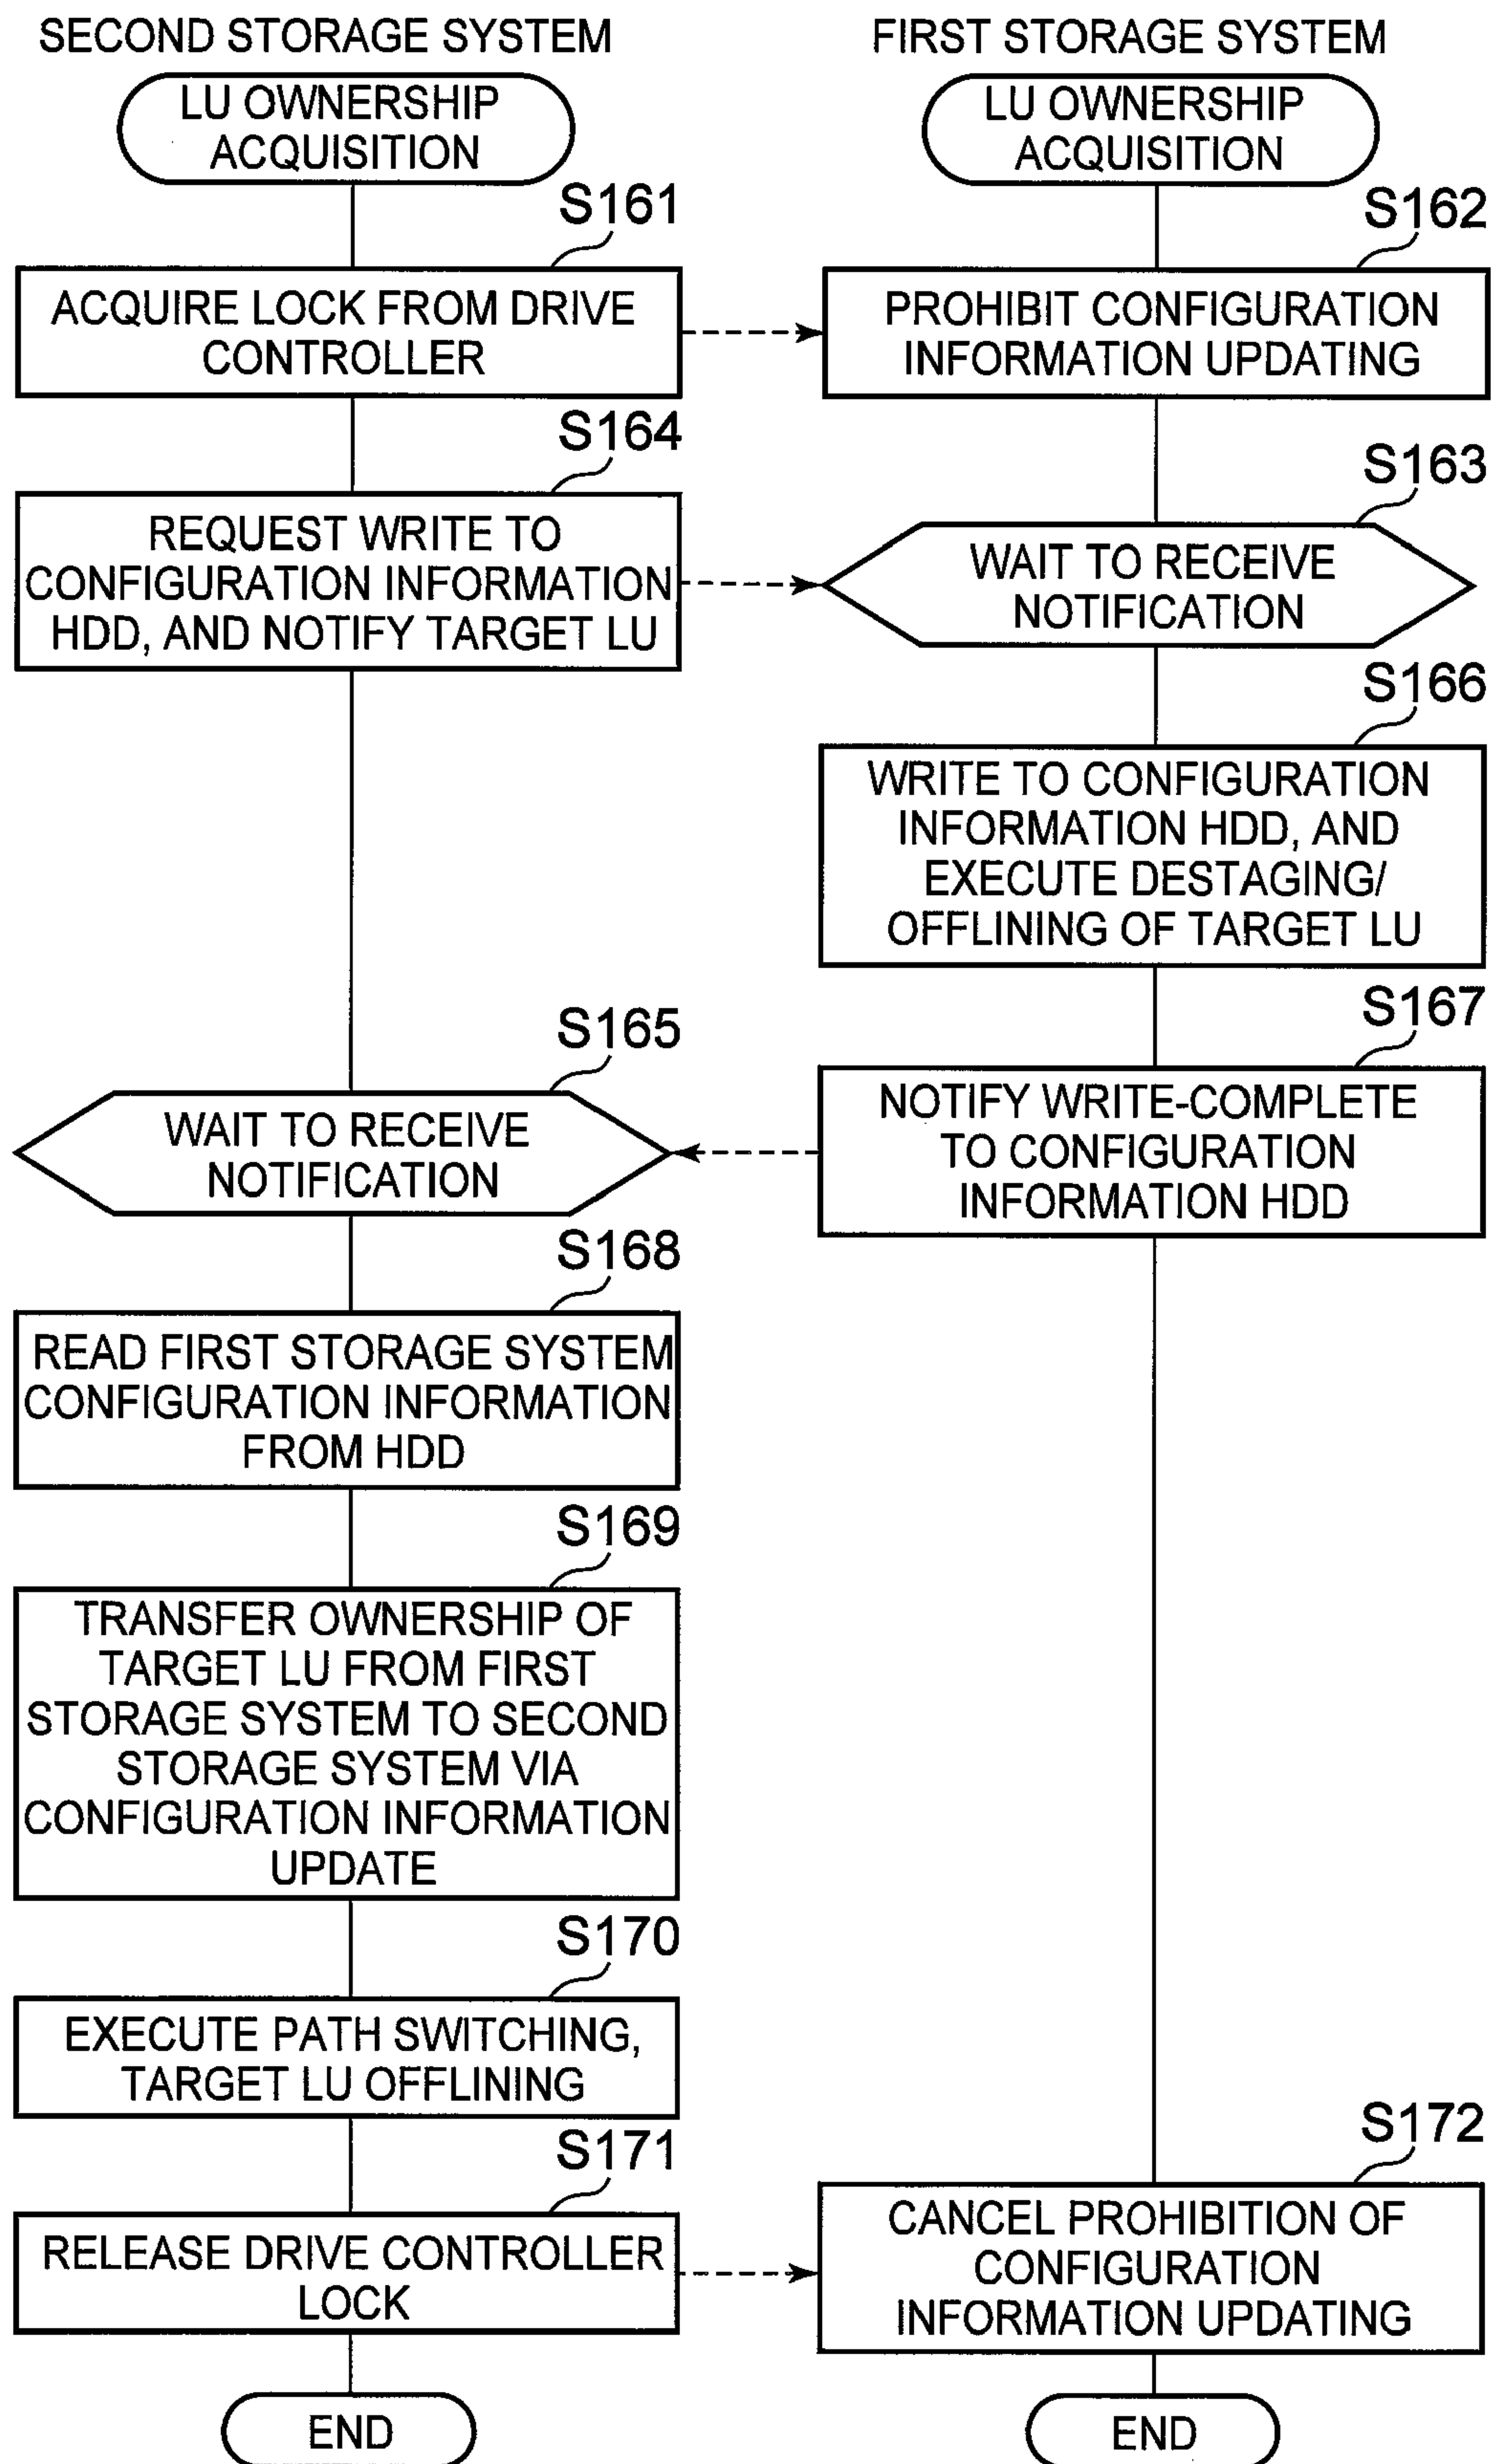 SECOND STORAGE SYSTEM
FIRST STORAGE SYSTEM
LU OWNERSHIP
ACQUISITION
LU OWNERSHIP
ACQUISITION
S161
ACQUIRE LOCK FROM DRIVE
CONTROLLER
S162
PROHIBIT CONFIGURATION
INFORMATION UPDATING
S164
REQUEST WRITE TO
CONFIGURATION INFORMATION
HDD, AND NOTIFY TARGET LU
S163
WAIT TO RECEIVE
NOTIFICATION
S166
WRITE TO CONFIGURATION
INFORMATION HDD, AND
EXECUTE DESTAGING/
OFFLINING OF TARGET LU
S165
WAIT TO RECEIVE
NOTIFICATION
S167
NOTIFY WRITE-COMPLETE
TO CONFIGURATION
INFORMATION HDD
S168
READ FIRST STORAGE SYSTEM
CONFIGURATION INFORMATION
FROM HDD
S169
TRANSFER OWNERSHIP OF
TARGET LU FROM FIRST
STORAGE SYSTEM TO SECOND
STORAGE SYSTEM VIA
CONFIGURATION INFORMATION
UPDATE
S170
EXECUTE PATH SWITCHING,
TARGET LU OFFLINING
S171
RELEASE DRIVE CONTROLLER
LOCK
S172
CANCEL PROHIBITION OF
CONFIGURATION
INFORMATION UPDATING
END
END